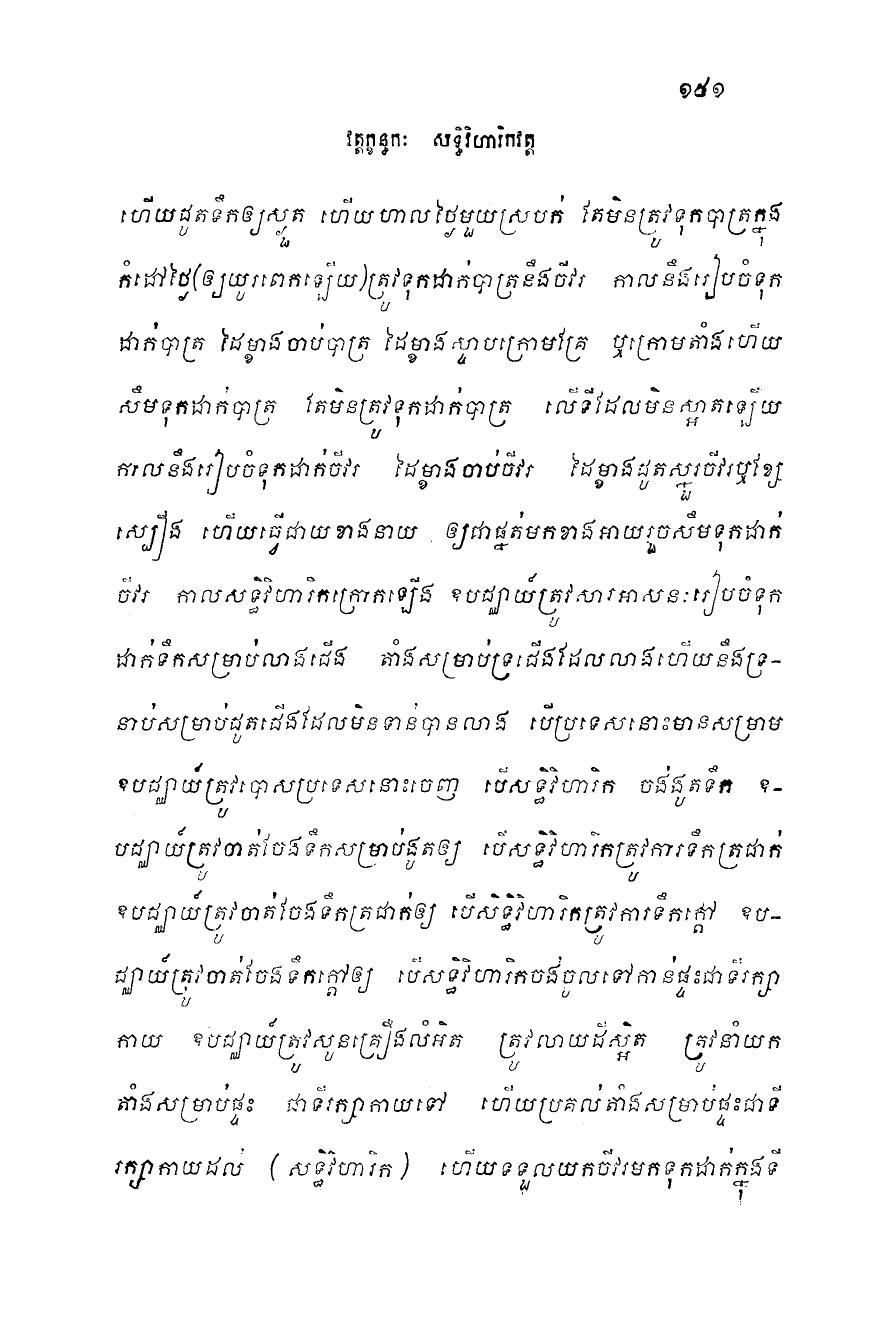 ១៥១
វត្តក្ខន្ធកៈ សទ្ធិវិហារិកវត្ត
ហើយដូតទឹកឲ្យស្ងួត ហើយហាលថ្ងៃមួយស្របក់ តែមិនត្រូវទុកបាត្រក្នុង
កំដៅថ្ងៃ(ឲ្យយូរពេកឡើយ)ត្រូវទុកដាក់បាត្រនឹងចីវរ កាលនឹងរៀបចំទុក
ដាក់បាត្រ ដៃម្ខាងចាប់បាត្រ ដៃម្ខាងស្ទាបក្រោមគ្រែ ឬក្រោមតាំងហើយ
សឹមទុកដាក់បាត្រ តែមិនត្រូវទុកដាក់បាត្រ លើទីដែលមិនស្អាតឡើយ
កាលនឹងរៀបចំទុកដាក់ចីវរ ដៃម្ខាងចាប់ចីវរ ដៃម្ខាងដូតស្នួរចីវរឬខ្សែ
ស្បៀង ហើយធ្វើជាយខាងនាយ ឲ្យជាផ្នត់មកខាងអាយរួចសឹមទុកដាក់
ចីវរ កាលសទ្ធិវិហារិកក្រោកឡើង ឧបជ្ឈាយ៍ត្រូវសារអាសនៈរៀបចំទុក
ដាក់ទឹកសម្រាប់លាងជើង តាំងសម្រាប់ទ្រជើងដែលលាងហើយនឹងទ្រ-
នាប់សម្រាប់ដូតជើងដែលមិនទាន់បានលាង បើប្រទេសនោះមានសម្រាម
ឧបជ្ឈាយ៍ត្រូវបោសប្រទេសនោះចេញ បើសទ្ធិវិហារិក ចង់ងូតទឹក ឧ-
បជ្ឈាយ៍ត្រូវចាត់ចែងទឹកសម្រាប់ងូតឲ្យ បើសទ្ធិវិហារិកត្រូវការទឹកត្រជាក់
ឧបជ្ឈាយ៍ត្រូវចាត់ចែងទឹកត្រជាក់ឲ្យ បើសិទ្ធិវិហារិកត្រូវការទឹកក្តៅ ឧប-
ជ្ឈាយ៍ត្រូវចាត់ចែងទឹកក្តៅឲ្យ បើសទ្ធិវិហារិកចង់ចូលទៅកាន់ផ្ទះជាទីរក្សា
កាយ ឧបជ្ឈាយ៍ត្រូវសូនគ្រឿងលំអិត ត្រូវលាយដីស្អិត ត្រូវនាំយក
តាំងសម្រាប់ផ្ទះ ជាទីរក្សាកាយទៅ ហើយប្រគល់តាំងសម្រាប់ផ្ទះជាទី
រក្សាកាយដល់ (សទ្ធិវិហារិក) ហើយទទួលយកចីវរមកទុកដាក់ក្នុងទី